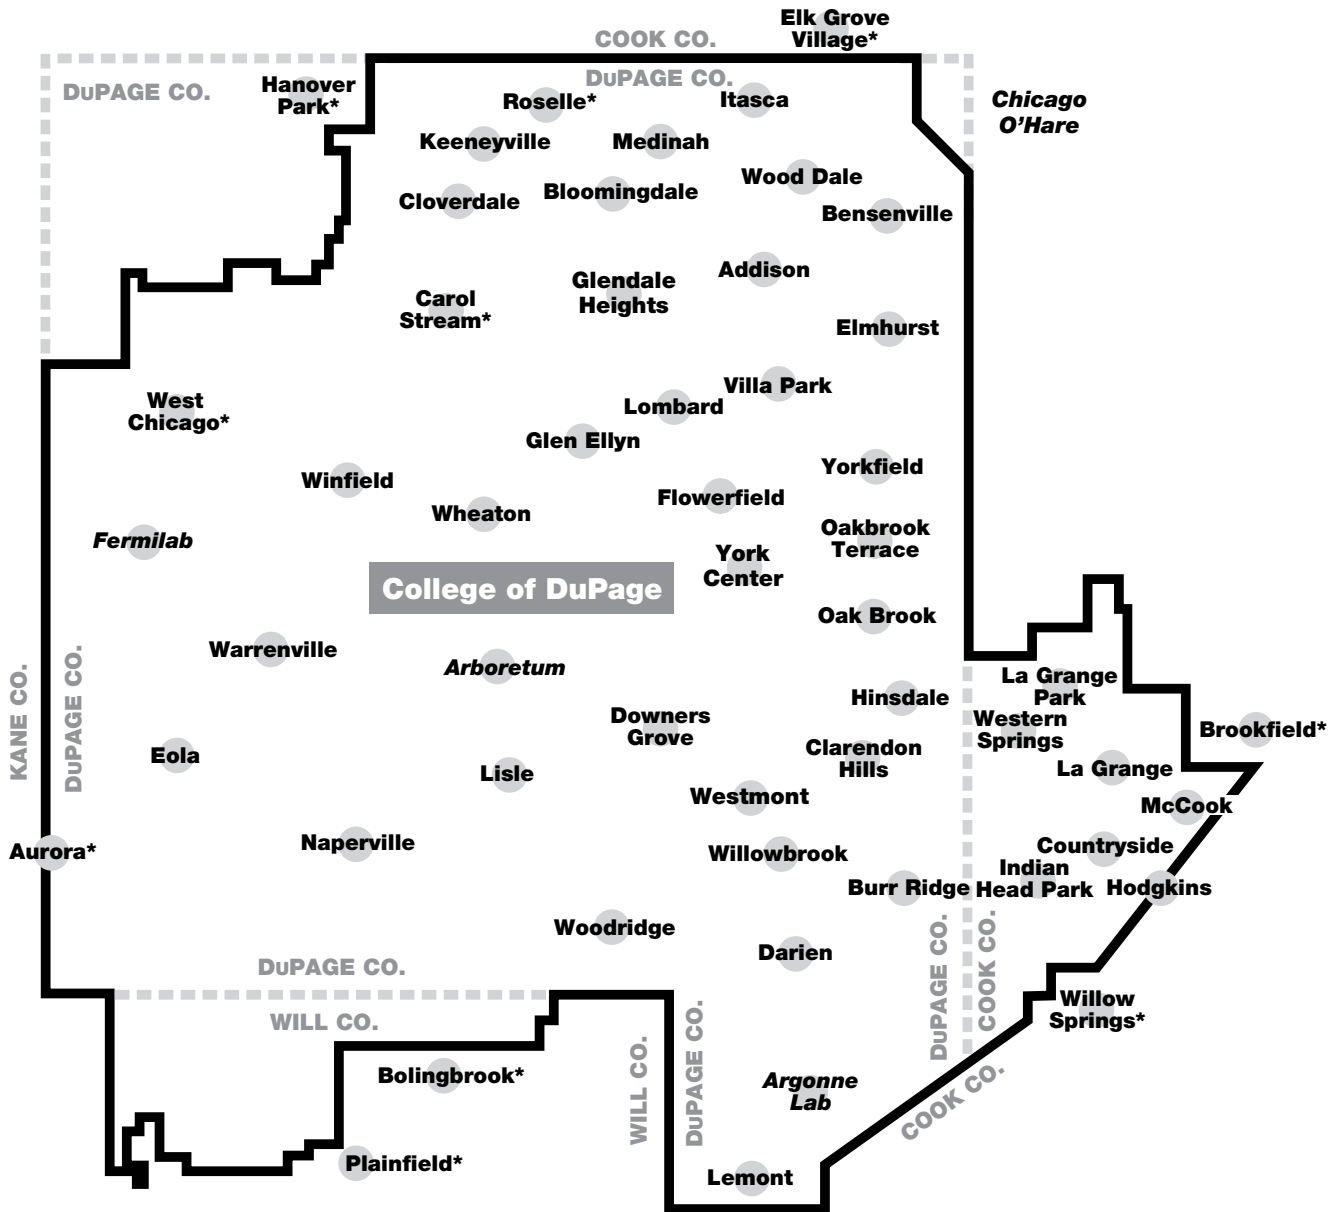 Elk Grove
Village*
COOK CO.
DuPAGE CO.
DuPAGE CO.
Hanover
Park*
Roselle*
Itasca
Chicago
O'Hare
Keeneyville
Medinah
Wood Dale
Cloverdale
Bloomingdale
Bensenville
Addison
Glendale
Heights
Carol
Stream*
Elmhurst
Villa Park
West
Chicago*
Lombard
Glen Ellyn
Yorkfield
Winfield
Flowerfield
Wheaton
Fermilab
Oakbrook
Terrace
York
Center
College of DuPage
Oak Brook
Warrenville
Arboretum
La Grange
Park
Hinsdale
KANE CO.
DuPAGE CO.
Downers
Grove
Western
Springs
Brookfield*
Eola
Clarendon
Hills
Lisle
La Grange
Westmont
McCook
Aurora*
Naperville
Willowbrook
Countryside
Indian
Head Park
Burr Ridge
Hodgkins
Woodridge
Darien
DuPAGE CO.
COOK CO.
DuPAGE CO.
WILL CO.
Willow
Springs*
WILL CO.
DuPAGE CO.
Bolingbrook*
Argonne
Lab
COOK CO.
Plainfield*
Lemont